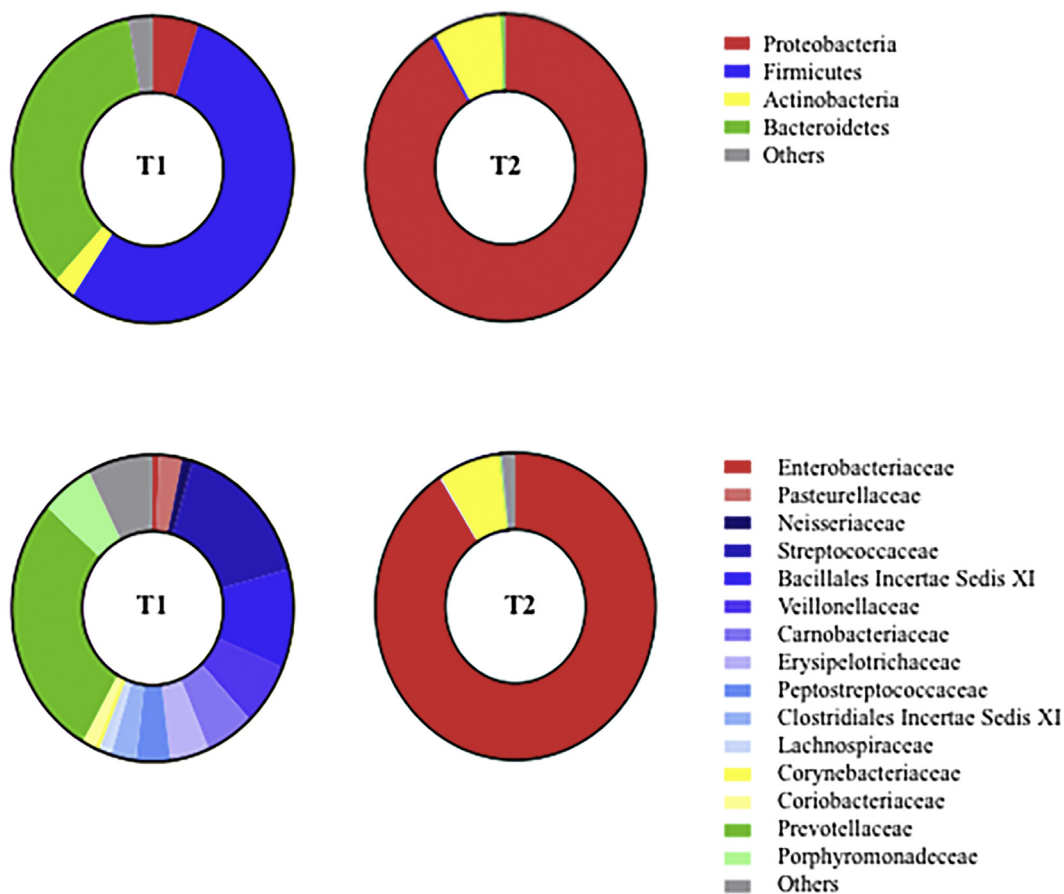 T1
T2
Proteobacteria
Firmicutes
Actinobacteria
Bacteroidetes
Others
T1
T2
Enterobacteriaceae
Pasteurellaceae
Neisseriaceae
Streptococcaceae
Bacillales Incertae Sedis XI
Veillonellaceae
Carnobacteriaceae
Erysipelotrichaceae
Peptostreptococcaceae
Clostridiales Incertae Sedis XI
Lachnospiraceae
Corynebacteriaceae
Coriobacteriaceae
Prevotellaceae
Porphyromonadeceae
Others